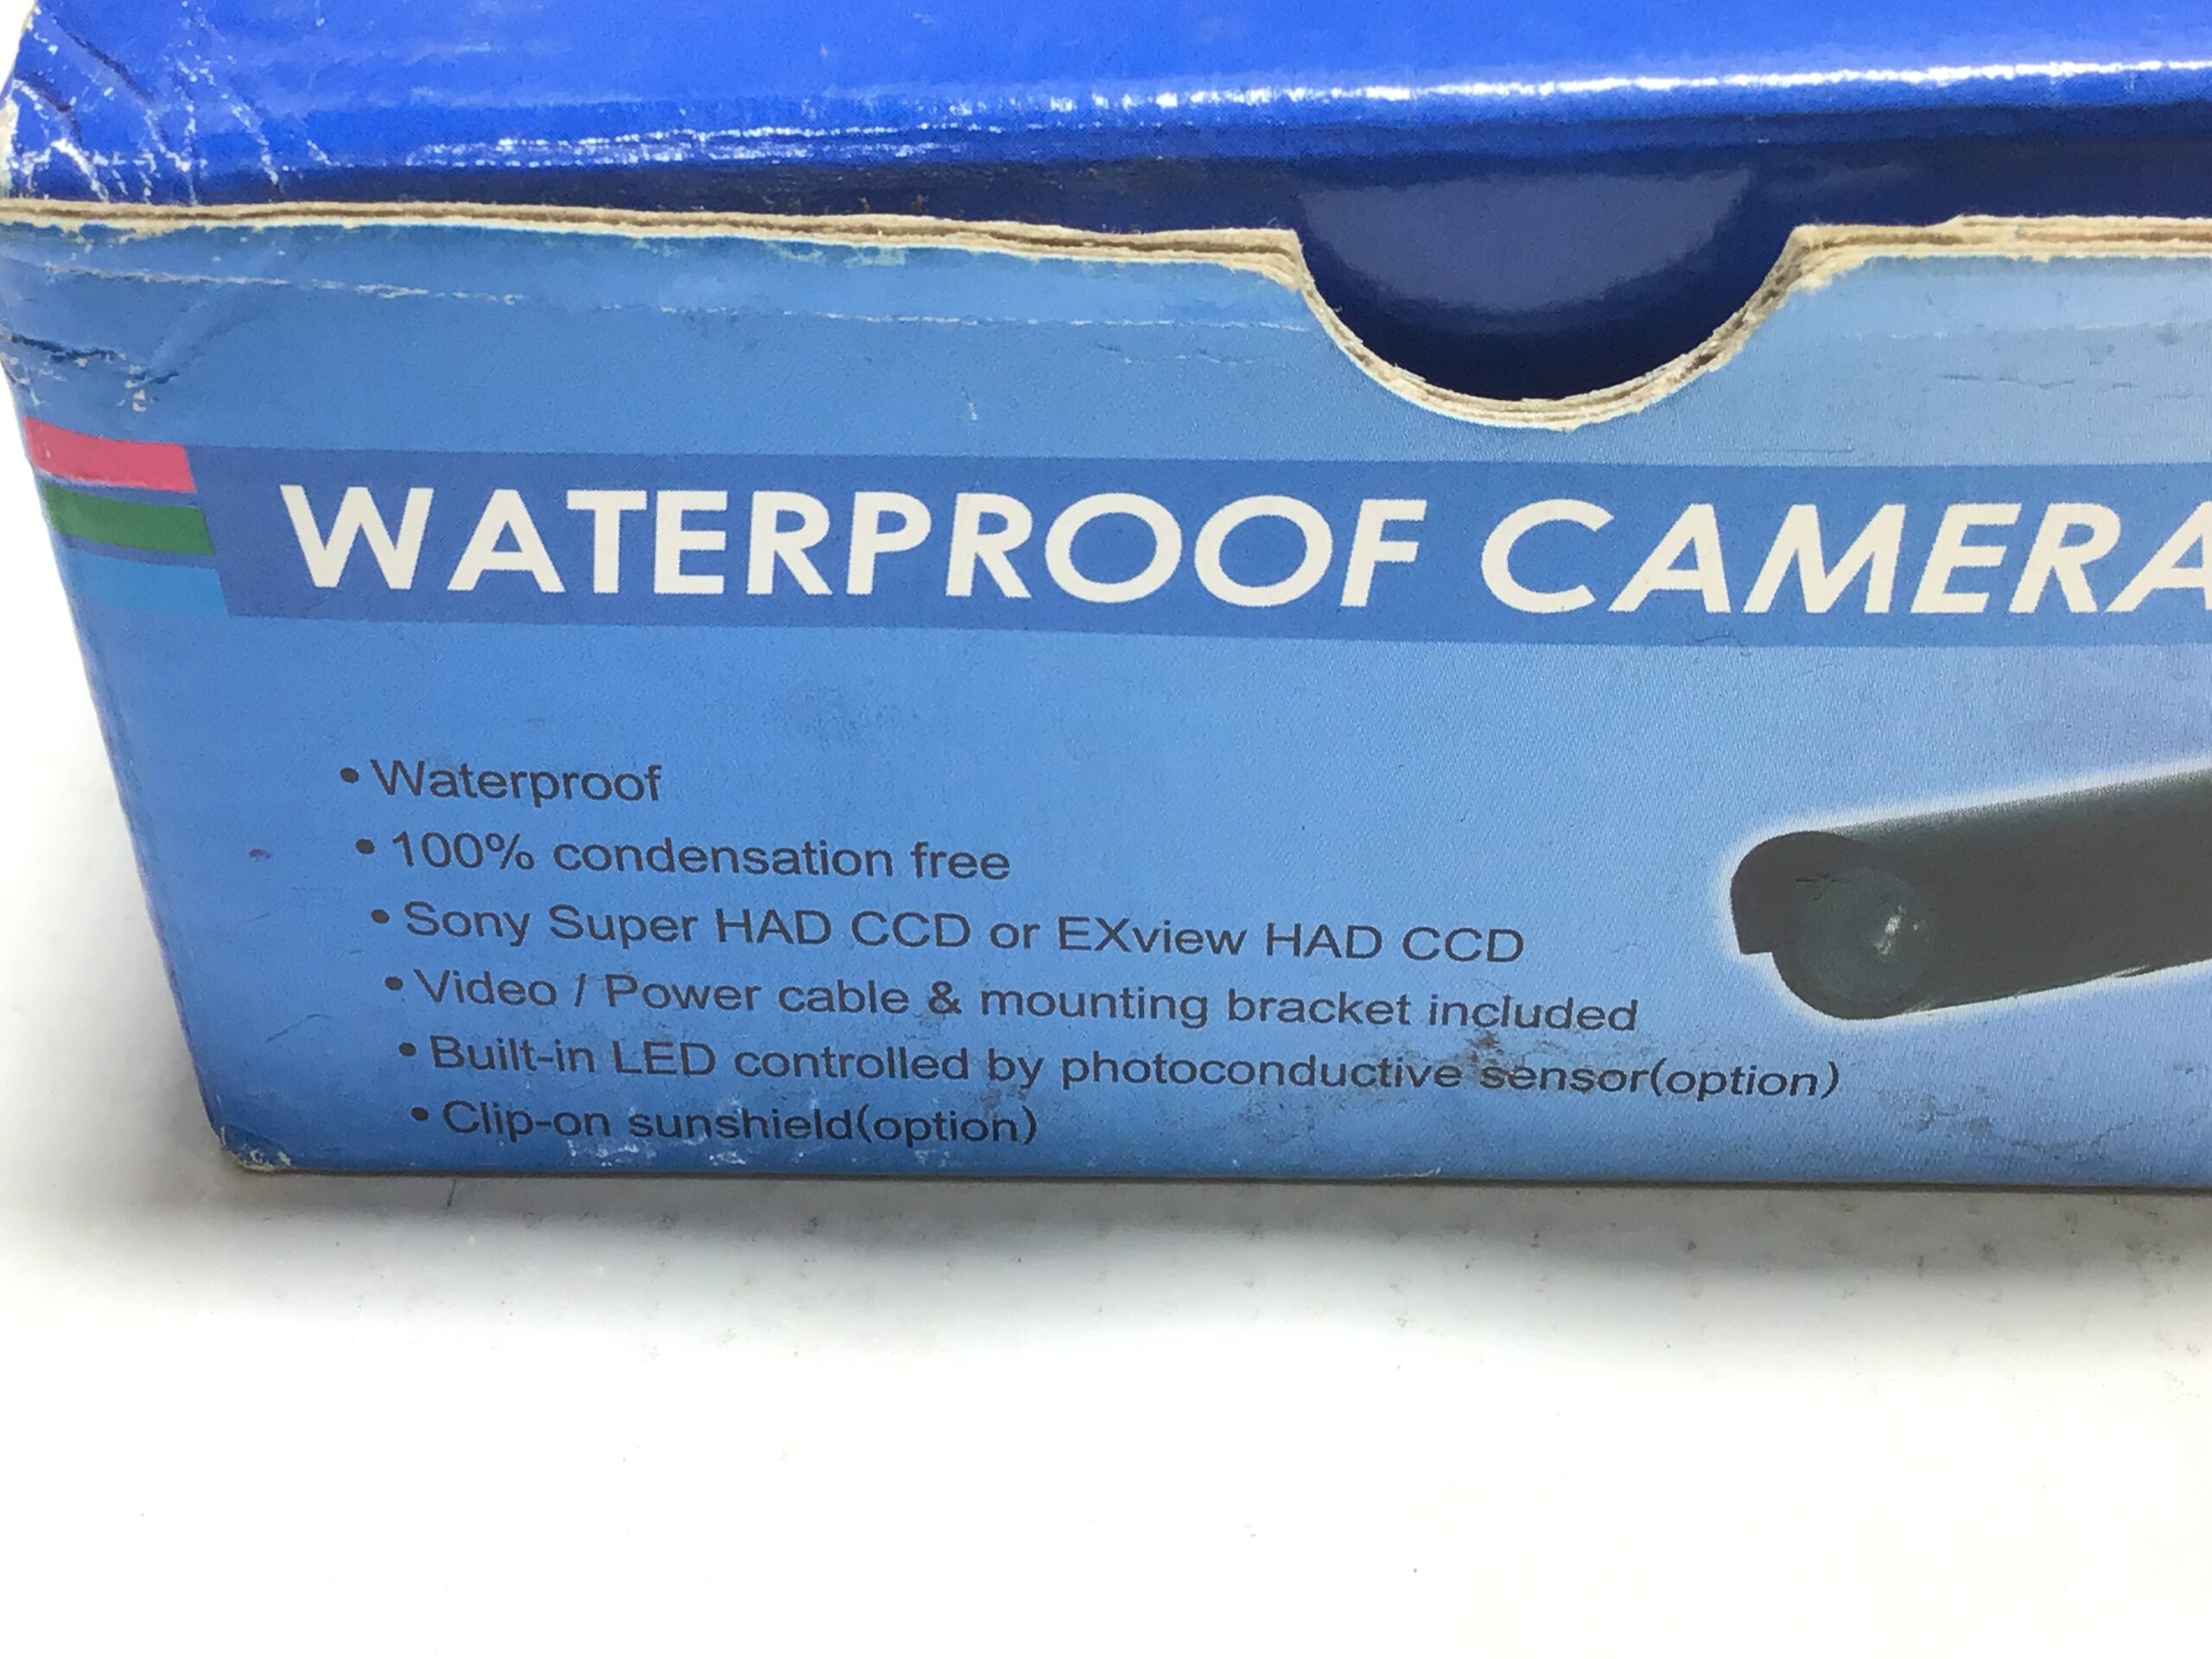 WATERPROOF CAMERA
• Waterproof
• 100% condensation free
• Sony Super HAD CCD or EXview HAD CCD
• Video / Power cable & mounting bracket included
• Built-in LED controlled by photoconductive sensor(option)
• Clip-on sunshield(option)